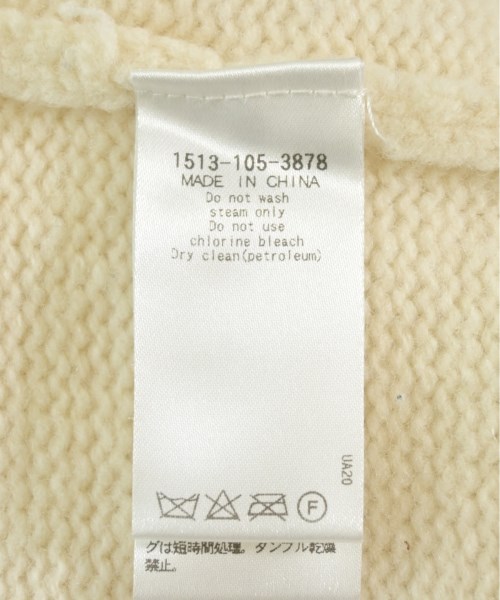 1513-105-3878
MADE IN CHINA
Do not wash
steam only
Do not use
chlorine bleach
Dry clean(petroleum)
UA20
F
グは短時間処理。タンブル乾燥
禁止。